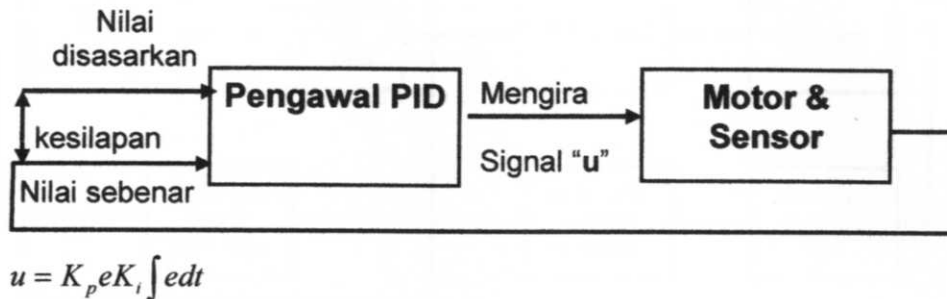 Nilai
disasarkan
Pengawal PID
Mengira
Motor &
Sensor
kesilapan
Signal “u”
Nilai sebenar
u = K_p e K_i ∫ edt